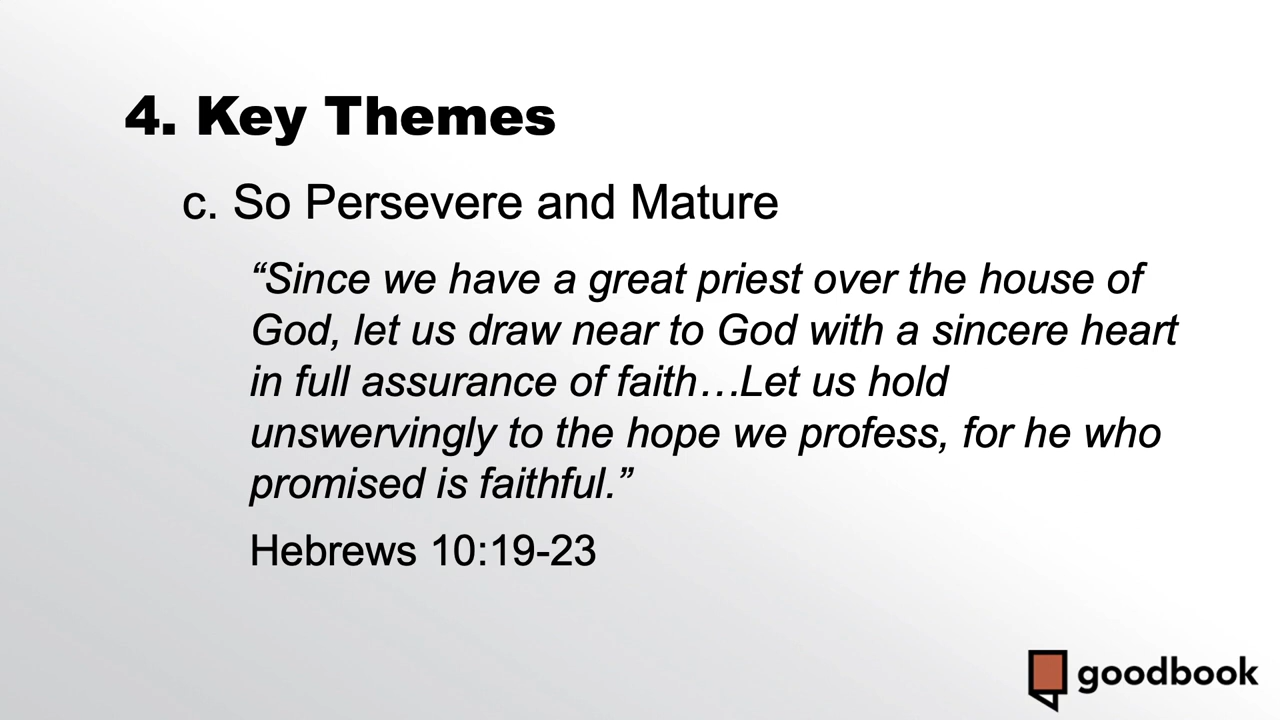 4. Key Themes
c. So Persevere and Mature
“Since we have a great priest over the house of
God, let us draw near to God with a sincere heart
in full assurance of faith…Let us hold
unswervingly to the hope we profess, for he who
promised is faithful.”
Hebrews 10:19-23
goodbook